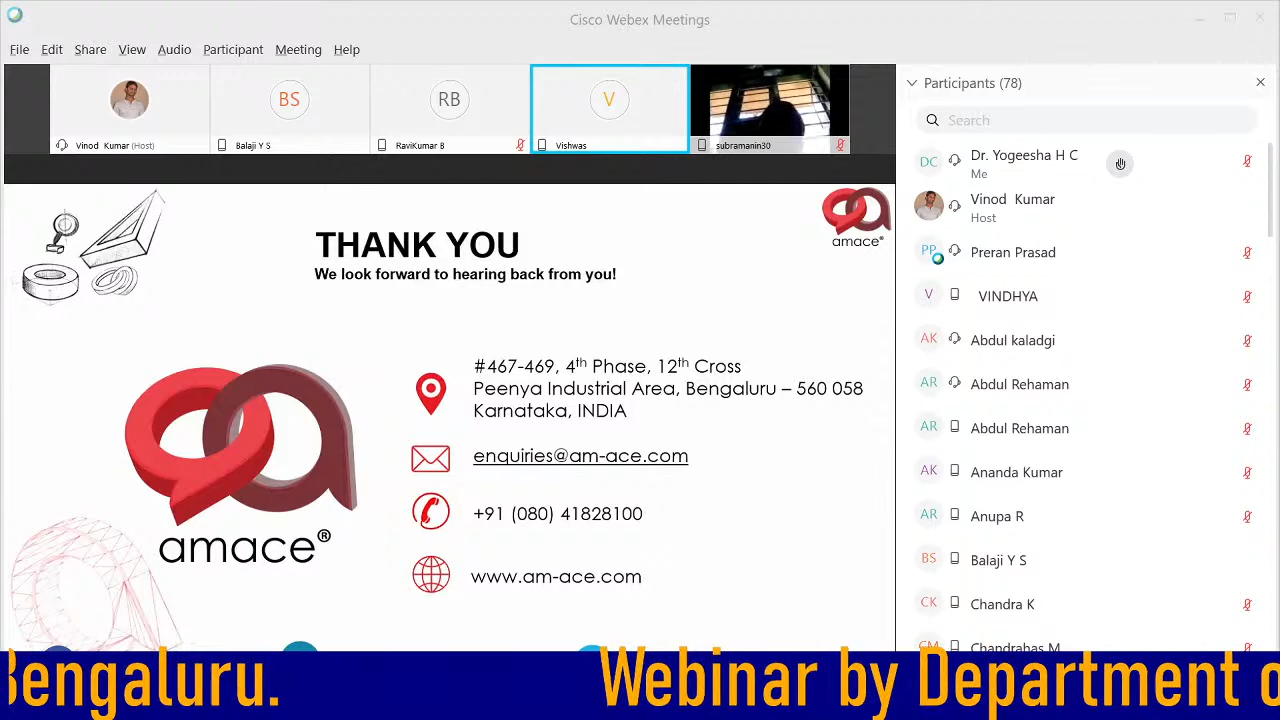 Cisco Webex Meetings
File Edit Share View Audio Participant Meeting Help
BS RB V
Vinod Kumar (Host) Balaji Y S RaviKumar B Vishwas subramanin30
amace®
THANK YOU
We look forward to hearing back from you!
#467-469, 4th Phase, 12th Cross
Peenya Industrial Area, Bengaluru – 560 058
Karnataka, INDIA
enquiries@am-ace.com
+91 (080) 41828100
www.am-ace.com
amace®
Participants (78)
Search
DC Dr. Yogeesha H C
Me
Vinod Kumar
Host
PP Preran Prasad
V VINDHYA
AK Abdul kaladgi
AR Abdul Rehaman
AR Abdul Rehaman
AK Ananda Kumar
AR Anupa R
BS Balaji Y S
CK Chandra K
CM Chandrahas M
Bengaluru. Webinar by Department o